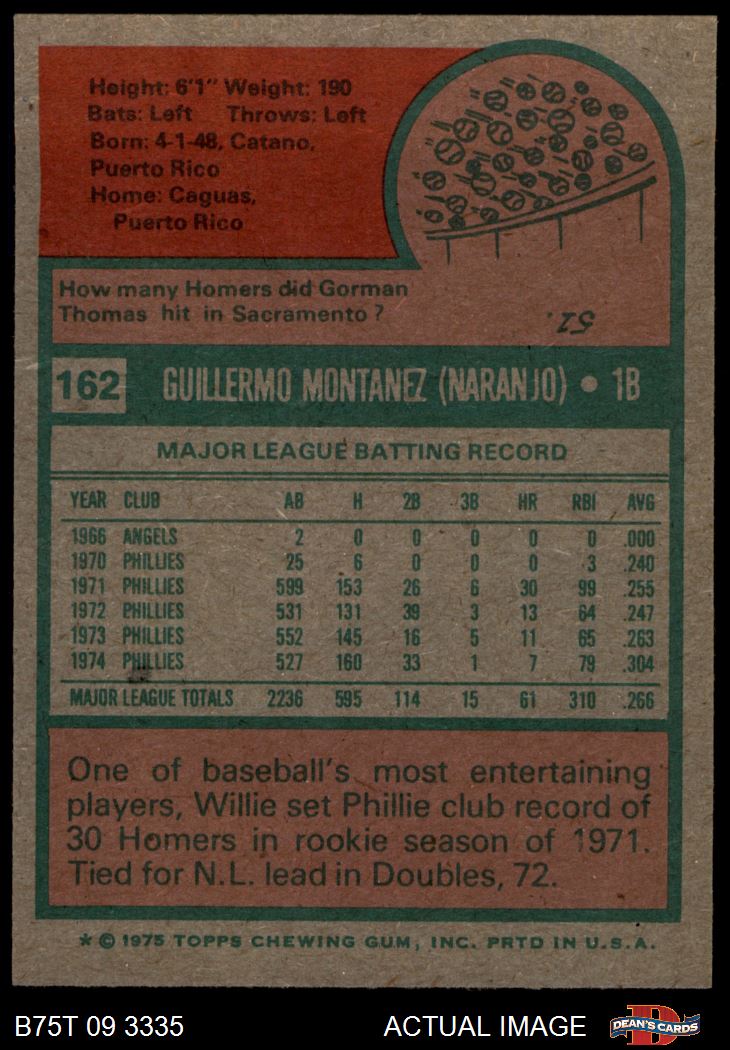 Height: 6'1" Weight: 190
Bats: Left Throws: Left
Born: 4-1-48, Catano,
Puerto Rico
Home: Caguas,
Puerto Rico
How many Homers did Gorman
Thomas hit in Sacramento?
51.
162 GUILLERMO MONTANEZ (NARANJO) • 1B
MAJOR LEAGUE BATTING RECORD
YEAR CLUB AB H 2B 3B HR RBI AVG
1966 ANGELS 2 0 0 0 0 0 .000
1970 PHILLIES 25 6 0 0 0 3 .240
1971 PHILLIES 599 153 26 6 30 99 .255
1972 PHILLIES 531 131 39 3 13 64 .247
1973 PHILLIES 552 145 16 5 11 65 .263
1974 PHILLIES 527 160 33 1 7 79 .304
MAJOR LEAGUE TOTALS 2236 595 114 15 61 310 .266
One of baseball's most entertaining
players, Willie set Phillie club record of
30 Homers in rookie season of 1971.
Tied for N.L. lead in Doubles, 72.
* © 1975 TOPPS CHEWING GUM, INC. PRTD IN U.S.A.
B75T 09 3335 ACTUAL IMAGE DEAN'S CARDS